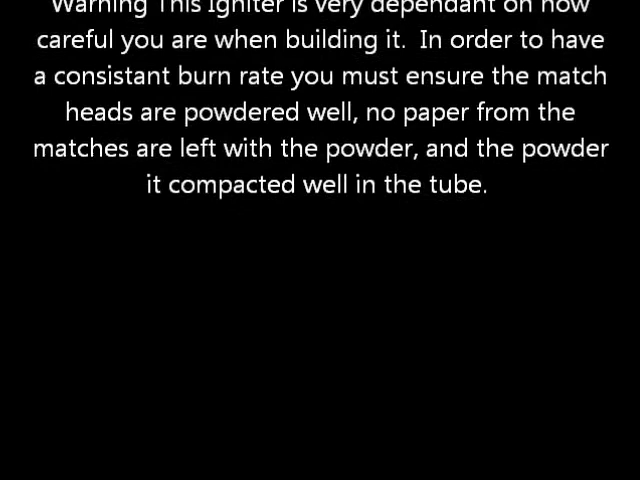 Warning This Igniter is very dependant on how
careful you are when building it.  In order to have
a consistant burn rate you must ensure the match
heads are powdered well, no paper from the
matches are left with the powder, and the powder
it compacted well in the tube.